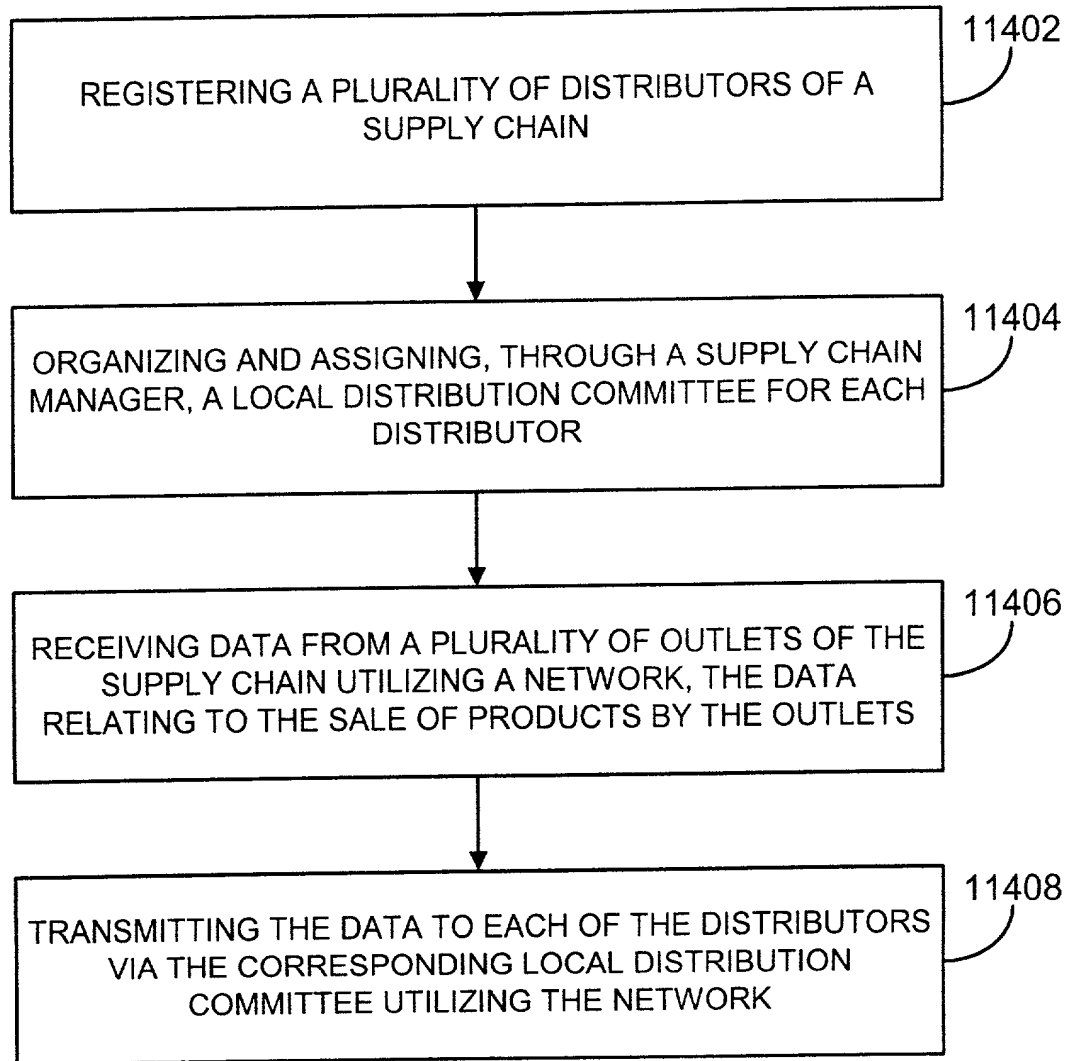 11402
REGISTERING A PLURALITY OF DISTRIBUTORS OF A
SUPPLY CHAIN
11404
ORGANIZING AND ASSIGNING, THROUGH A SUPPLY CHAIN
MANAGER, A LOCAL DISTRIBUTION COMMITTEE FOR EACH
DISTRIBUTOR
11406
RECEIVING DATA FROM A PLURALITY OF OUTLETS OF THE
SUPPLY CHAIN UTILIZING A NETWORK, THE DATA
RELATING TO THE SALE OF PRODUCTS BY THE OUTLETS
11408
TRANSMITTING THE DATA TO EACH OF THE DISTRIBUTORS
VIA THE CORRESPONDING LOCAL DISTRIBUTION
COMMITTEE UTILIZING THE NETWORK